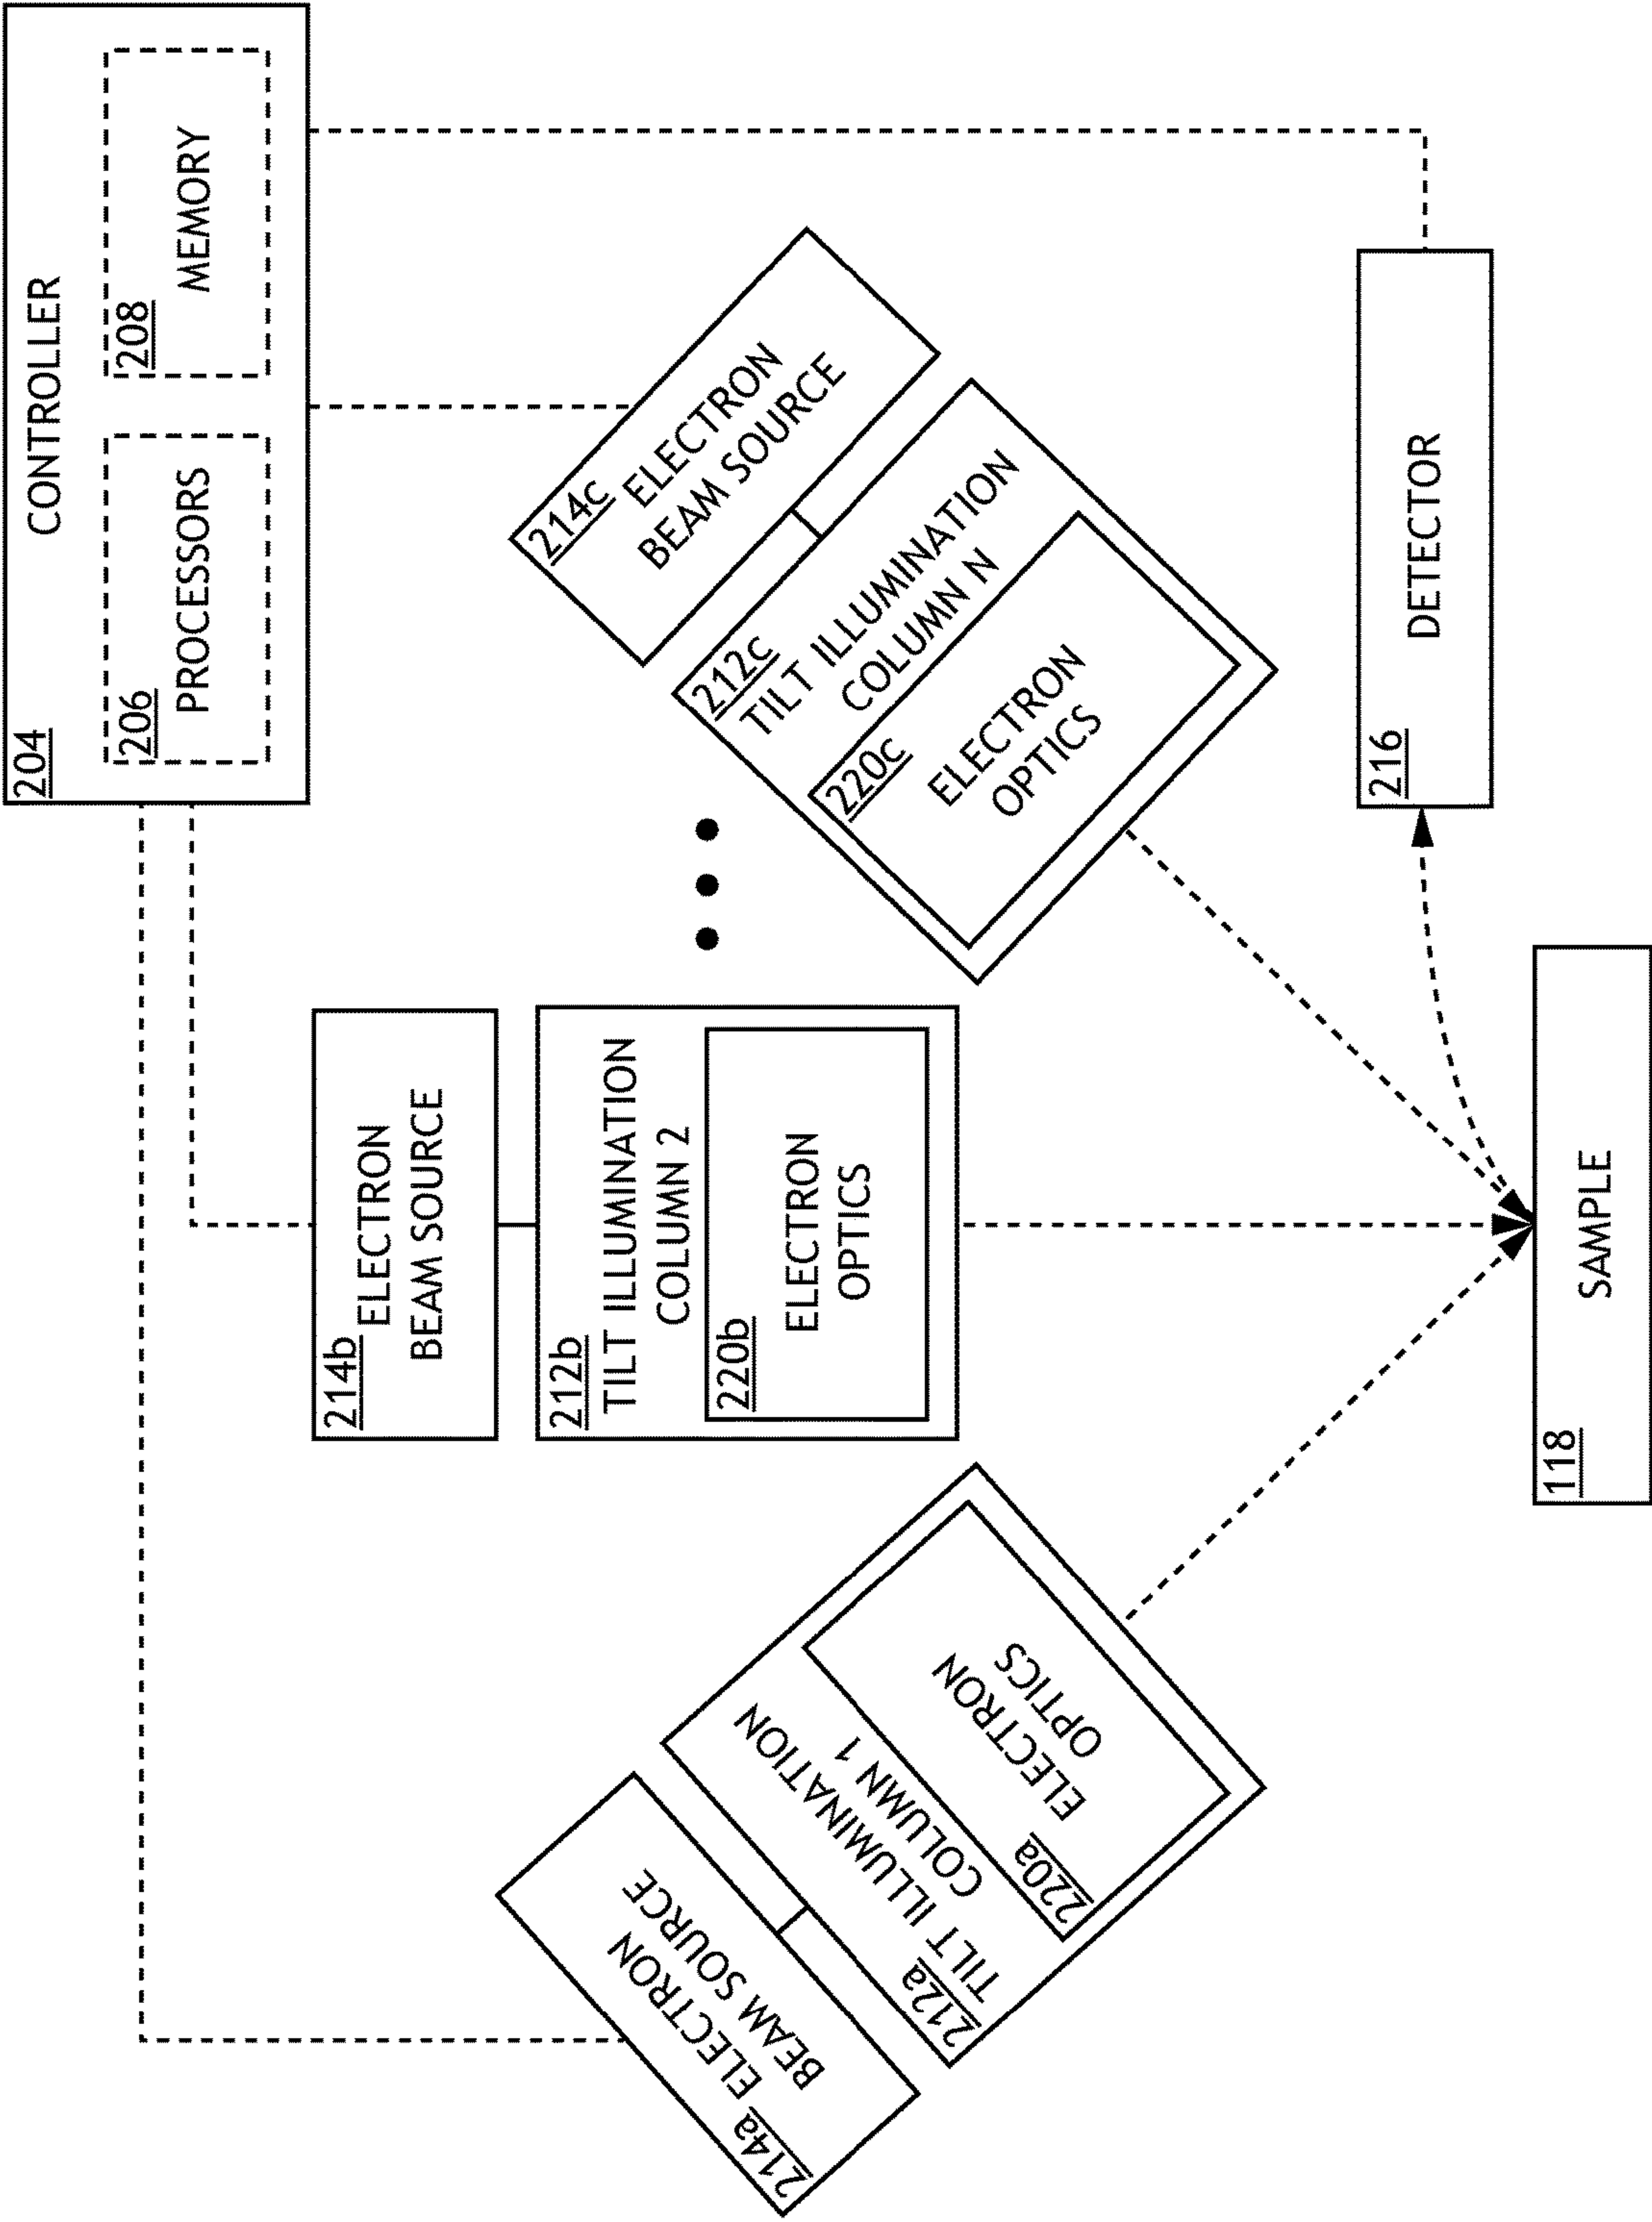 204
CONTROLLER
206
PROCESSORS
208
MEMORY
214a
ELECTRON
BEAM SOURCE
212a
TILT ILLUMINATION
COLUMN 1
220a
ELECTRON
OPTICS
214b
ELECTRON
BEAM SOURCE
212b
TILT ILLUMINATION
COLUMN 2
220b
ELECTRON
OPTICS
214c
ELECTRON
BEAM SOURCE
212c
TILT ILLUMINATION
COLUMN N
220c
ELECTRON
OPTICS
216
DETECTOR
118
SAMPLE